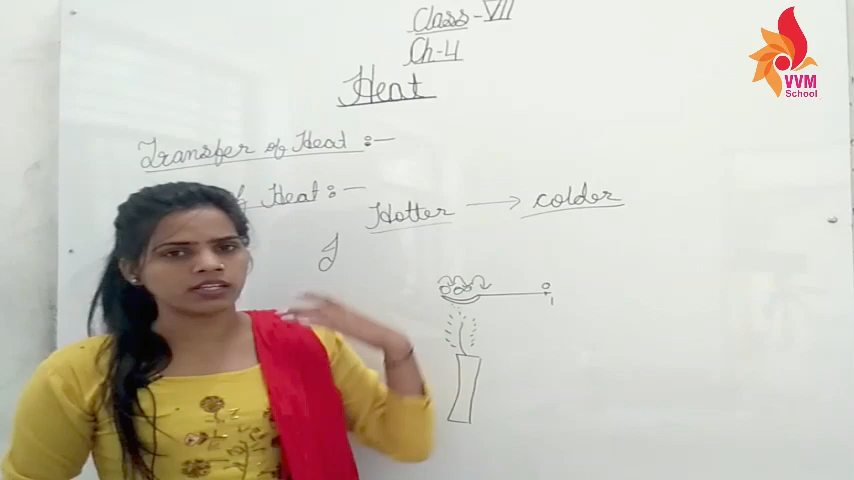 Class-VII
Ch-4
Heat
Transfer of Heat :-
Heat :-
Hotter → colder
VVM
School